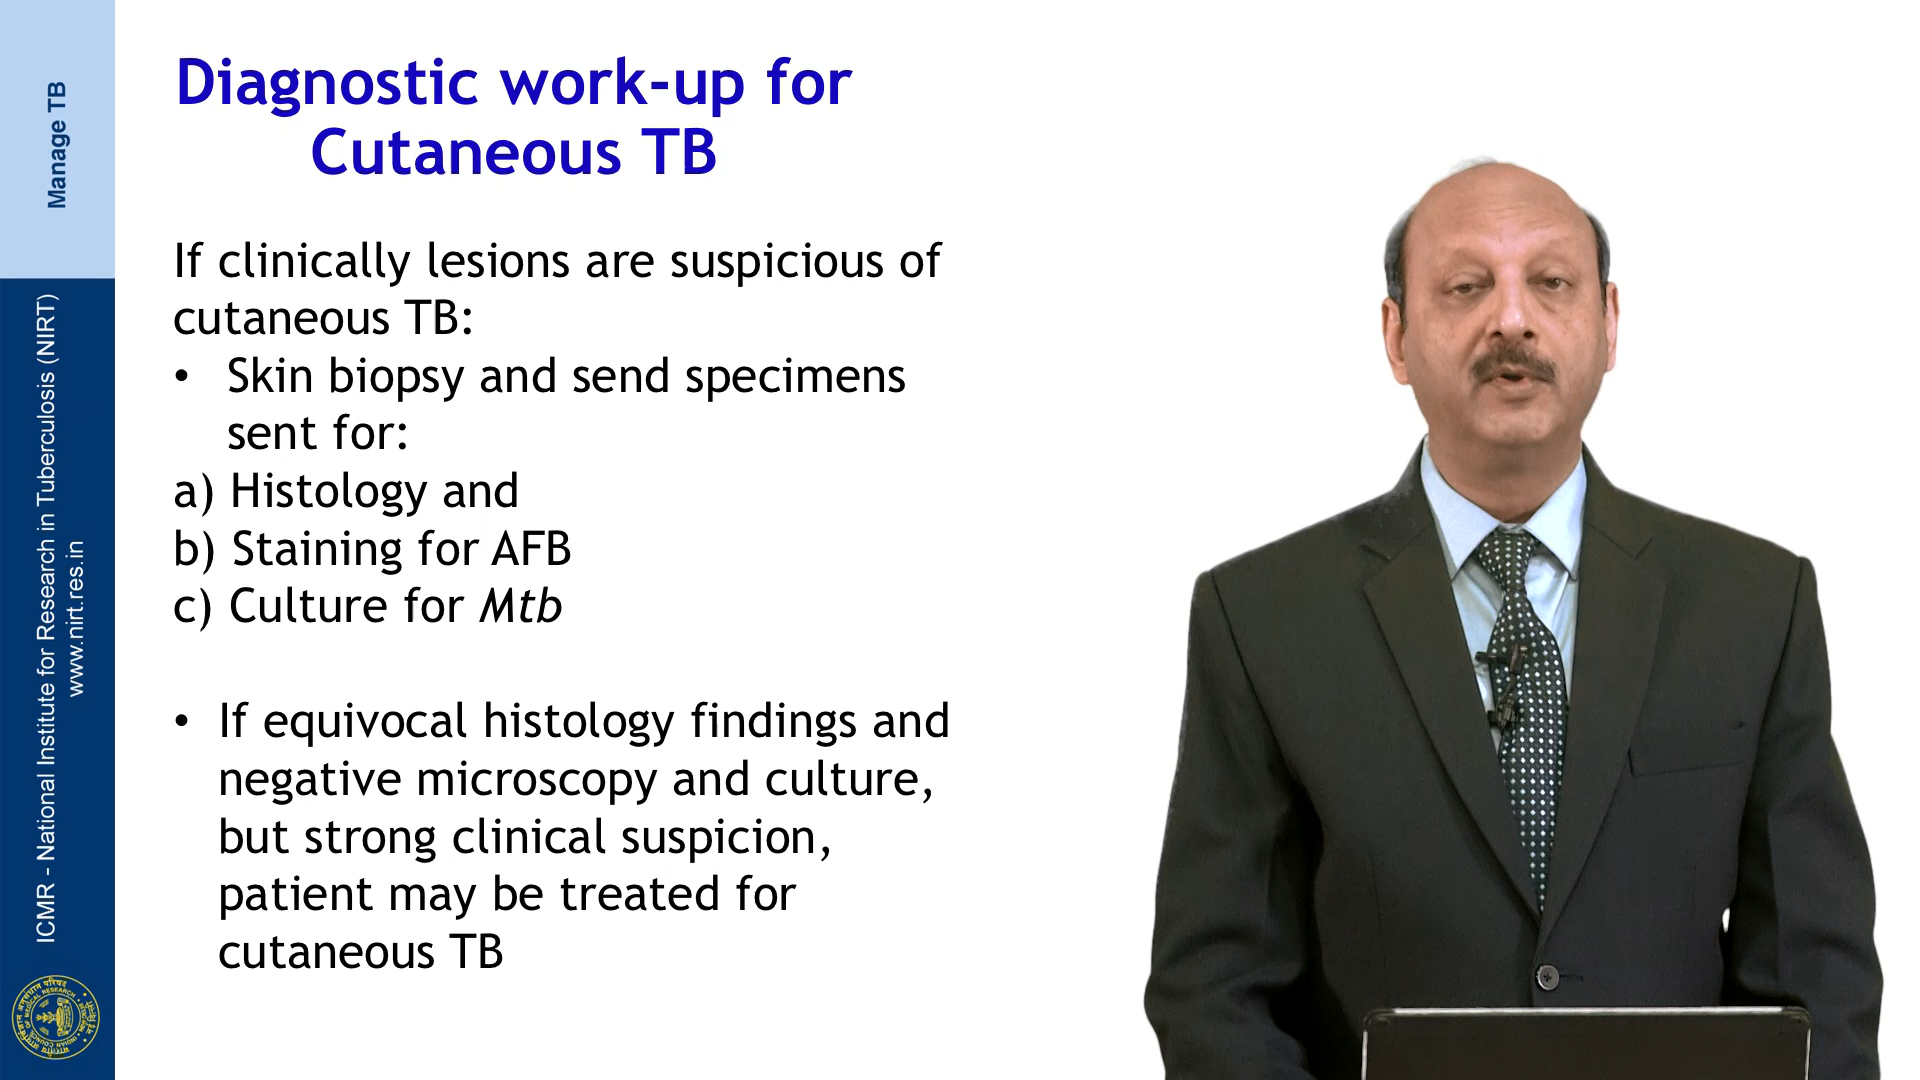 Manage TB
ICMR - National Institute for Research in Tuberculosis (NIRT)
www.nirt.res.in
Diagnostic work-up for
Cutaneous TB
If clinically lesions are suspicious of
cutaneous TB:
• Skin biopsy and send specimens
sent for:
a) Histology and
b) Staining for AFB
c) Culture for Mtb
• If equivocal histology findings and
negative microscopy and culture,
but strong clinical suspicion,
patient may be treated for
cutaneous TB